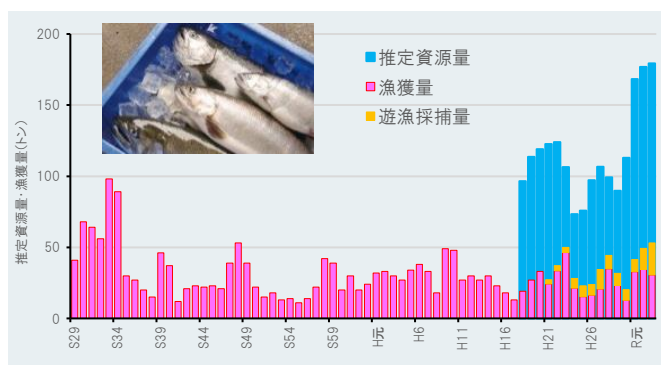 200
150
100
50
0
推定資源量・漁獲量(トン)
推定資源量
漁獲量
遊漁採捕量
S29
S34
S39
S44
S49
S54
S59
H元
H6
H11
H16
H21
H26
R元